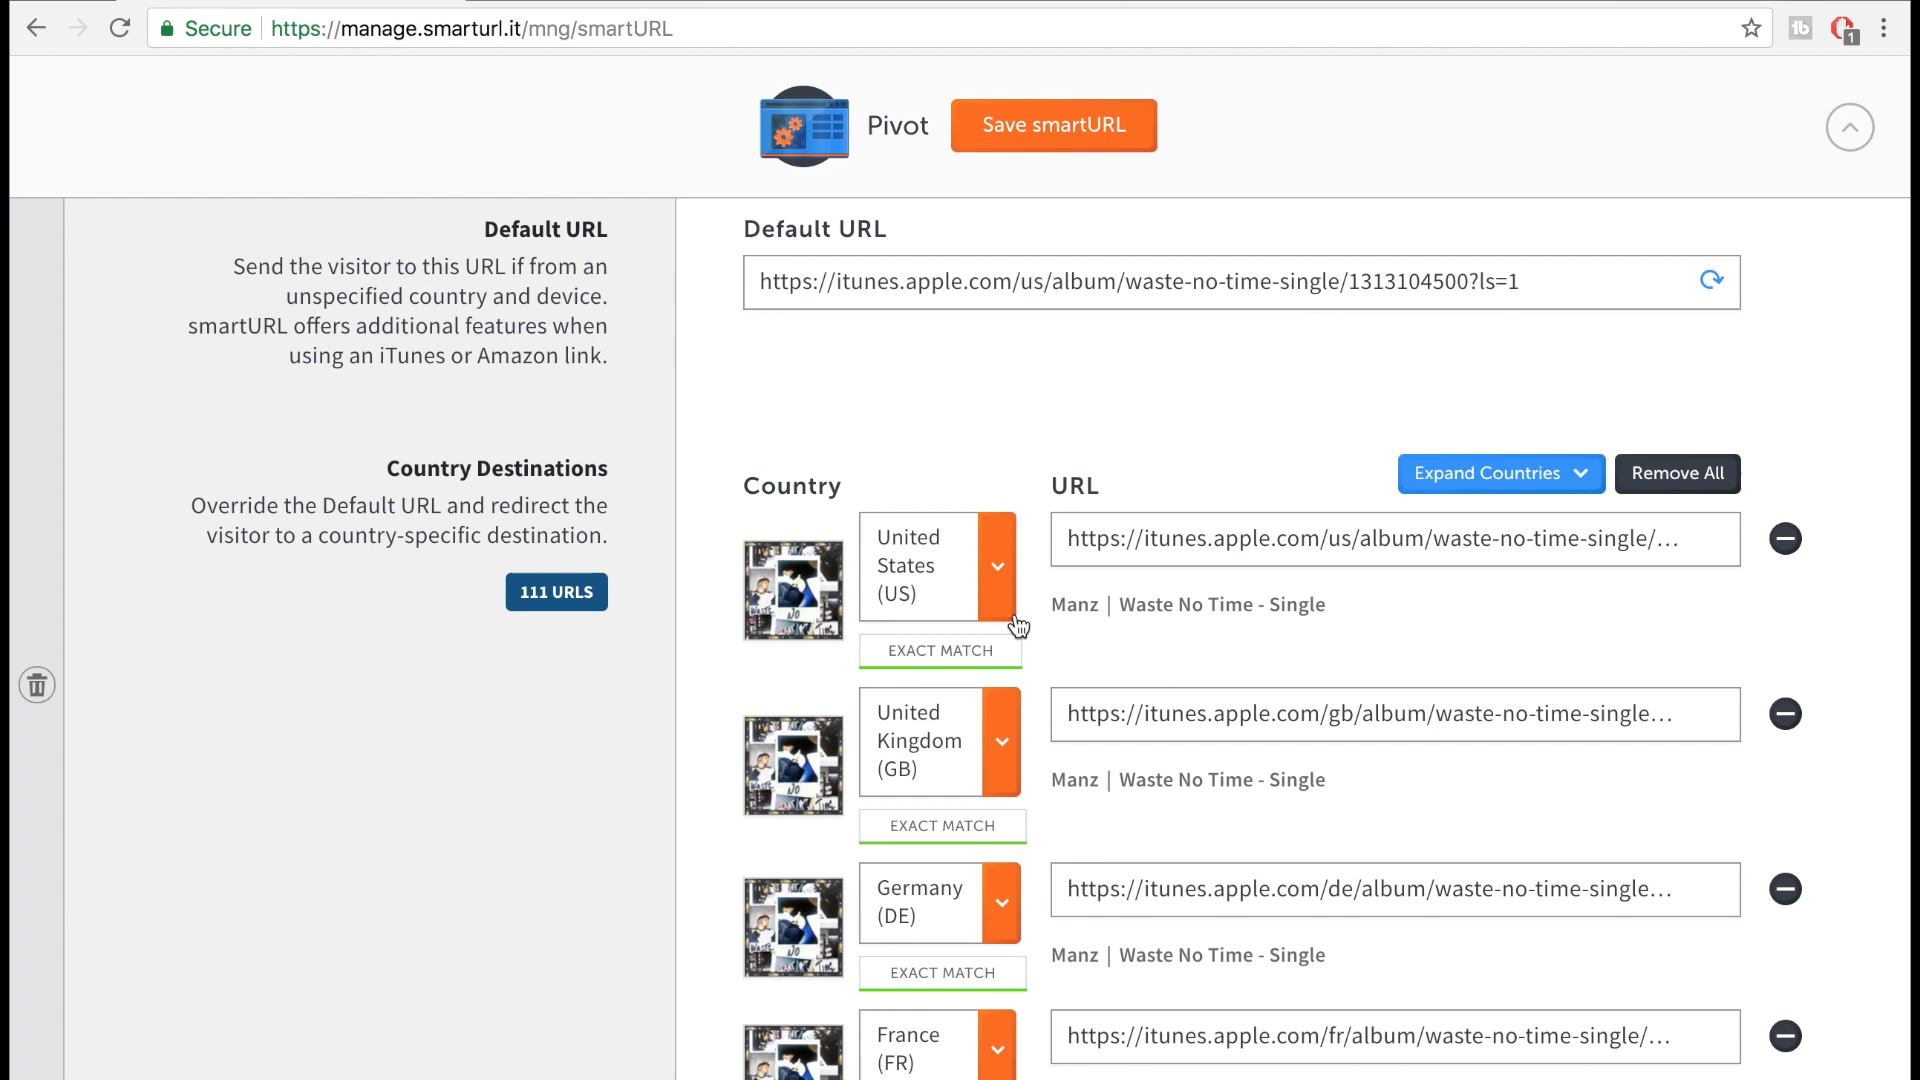 Secure https://manage.smarturl.it/mng/smartURL
1
Pivot
Save smartURL
Default URL
Send the visitor to this URL if from an
unspecified country and device.
smartURL offers additional features when
using an iTunes or Amazon link.
Default URL
https://itunes.apple.com/us/album/waste-no-time-single/1313104500?ls=1
Country Destinations
Override the Default URL and redirect the
visitor to a country-specific destination.
111 URLS
Country
URL
Expand Countries
Remove All
United
States
(US)
https://itunes.apple.com/us/album/waste-no-time-single/...
Manz | Waste No Time - Single
EXACT MATCH
United
Kingdom
(GB)
https://itunes.apple.com/gb/album/waste-no-time-single...
Manz | Waste No Time - Single
EXACT MATCH
Germany
(DE)
https://itunes.apple.com/de/album/waste-no-time-single...
Manz | Waste No Time - Single
EXACT MATCH
France
(FR)
https://itunes.apple.com/fr/album/waste-no-time-single/...